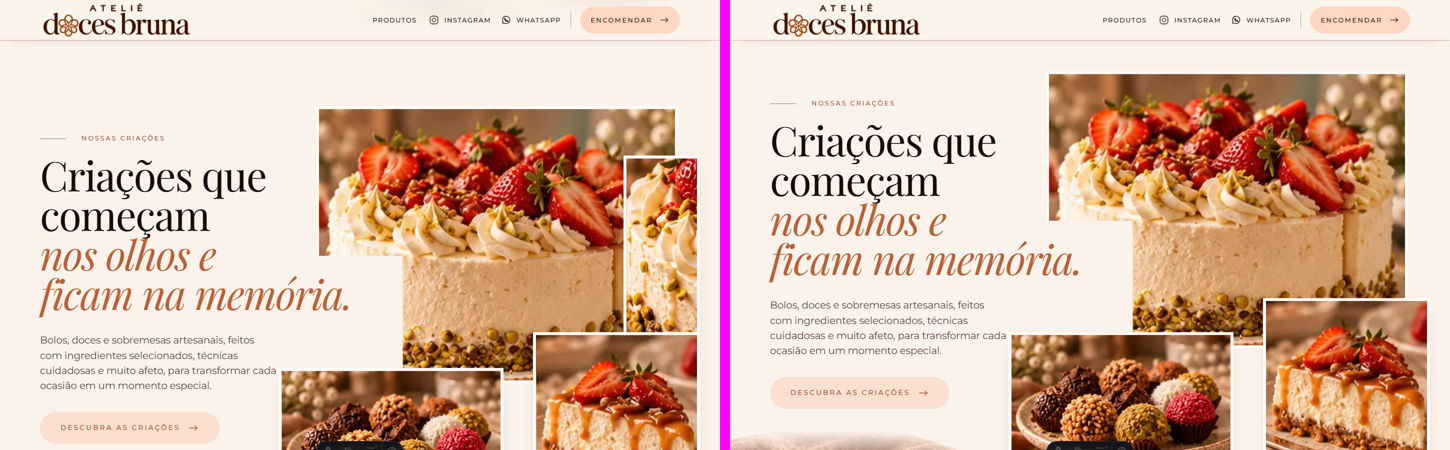 ATELIÊ
doces bruna
PRODUTOS INSTAGRAM WHATSAPP ENCOMENDAR
NOSSAS CRIAÇÕES
Criações que
começam
nos olhos e
ficam na memória.
Bolos, doces e sobremesas artesanais, feitos
com ingredientes selecionados, técnicas
cuidadosas e muito afeto, para transformar cada
ocasião em um momento especial.
DESCUBRA AS CRIAÇÕES
ATELIÊ
doces bruna
PRODUTOS INSTAGRAM WHATSAPP ENCOMENDAR
NOSSAS CRIAÇÕES
Criações que
começam
nos olhos e
ficam na memória.
Bolos, doces e sobremesas artesanais, feitos
com ingredientes selecionados, técnicas
cuidadosas e muito afeto, para transformar cada
ocasião em um momento especial.
DESCUBRA AS CRIAÇÕES